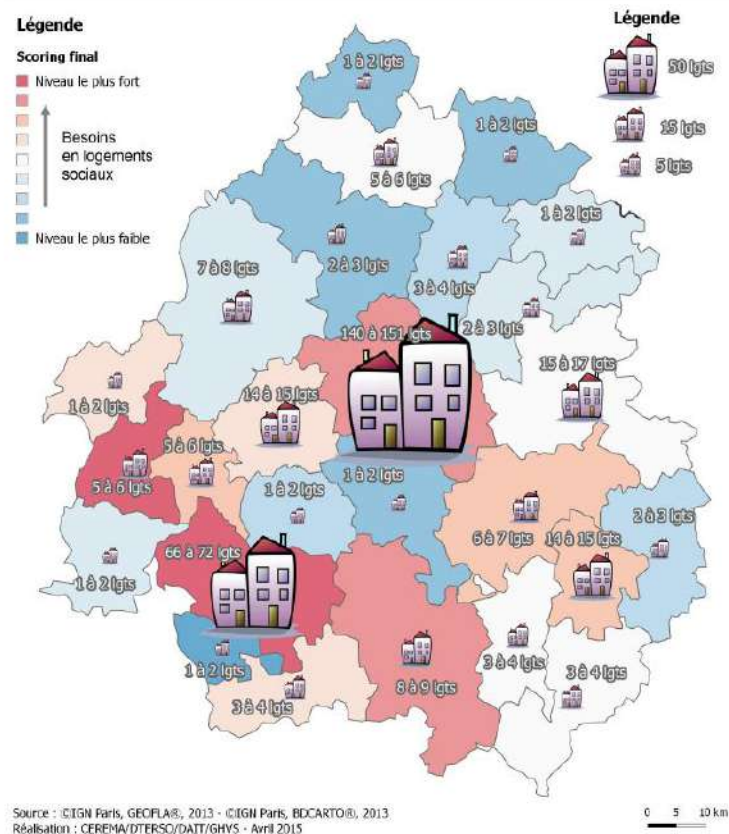 Légende
Scoring final
Niveau le plus fort
Besoins
en logements
sociaux
Niveau le plus faible
Légende
50 lgts
15 lgts
5 lgts
1 à 2 lgts
1 à 2 lgts
5 à 6 lgts
1 à 2 lgts
7 à 8 lgts
2 à 3 lgts
3 à 4 lgts
2 à 3 lgts
140 à 151 lgts
15 à 17 lgts
14 à 15 lgts
1 à 2 lgts
5 à 6 lgts
5 à 6 lgts
1 à 2 lgts
1 à 2 lgts
6 à 7 lgts
14 à 15 lgts
2 à 3 lgts
66 à 72 lgts
1 à 2 lgts
1 à 2 lgts
3 à 4 lgts
8 à 9 lgts
3 à 4 lgts
3 à 4 lgts
Source : ©IGN Paris, GEOFLA®, 2013 - ©IGN Paris, BDCARTO®, 2013
Réalisation : CEREMA/DTERSO/DAIT/GHVS - Avril 2015
0 5 10 km